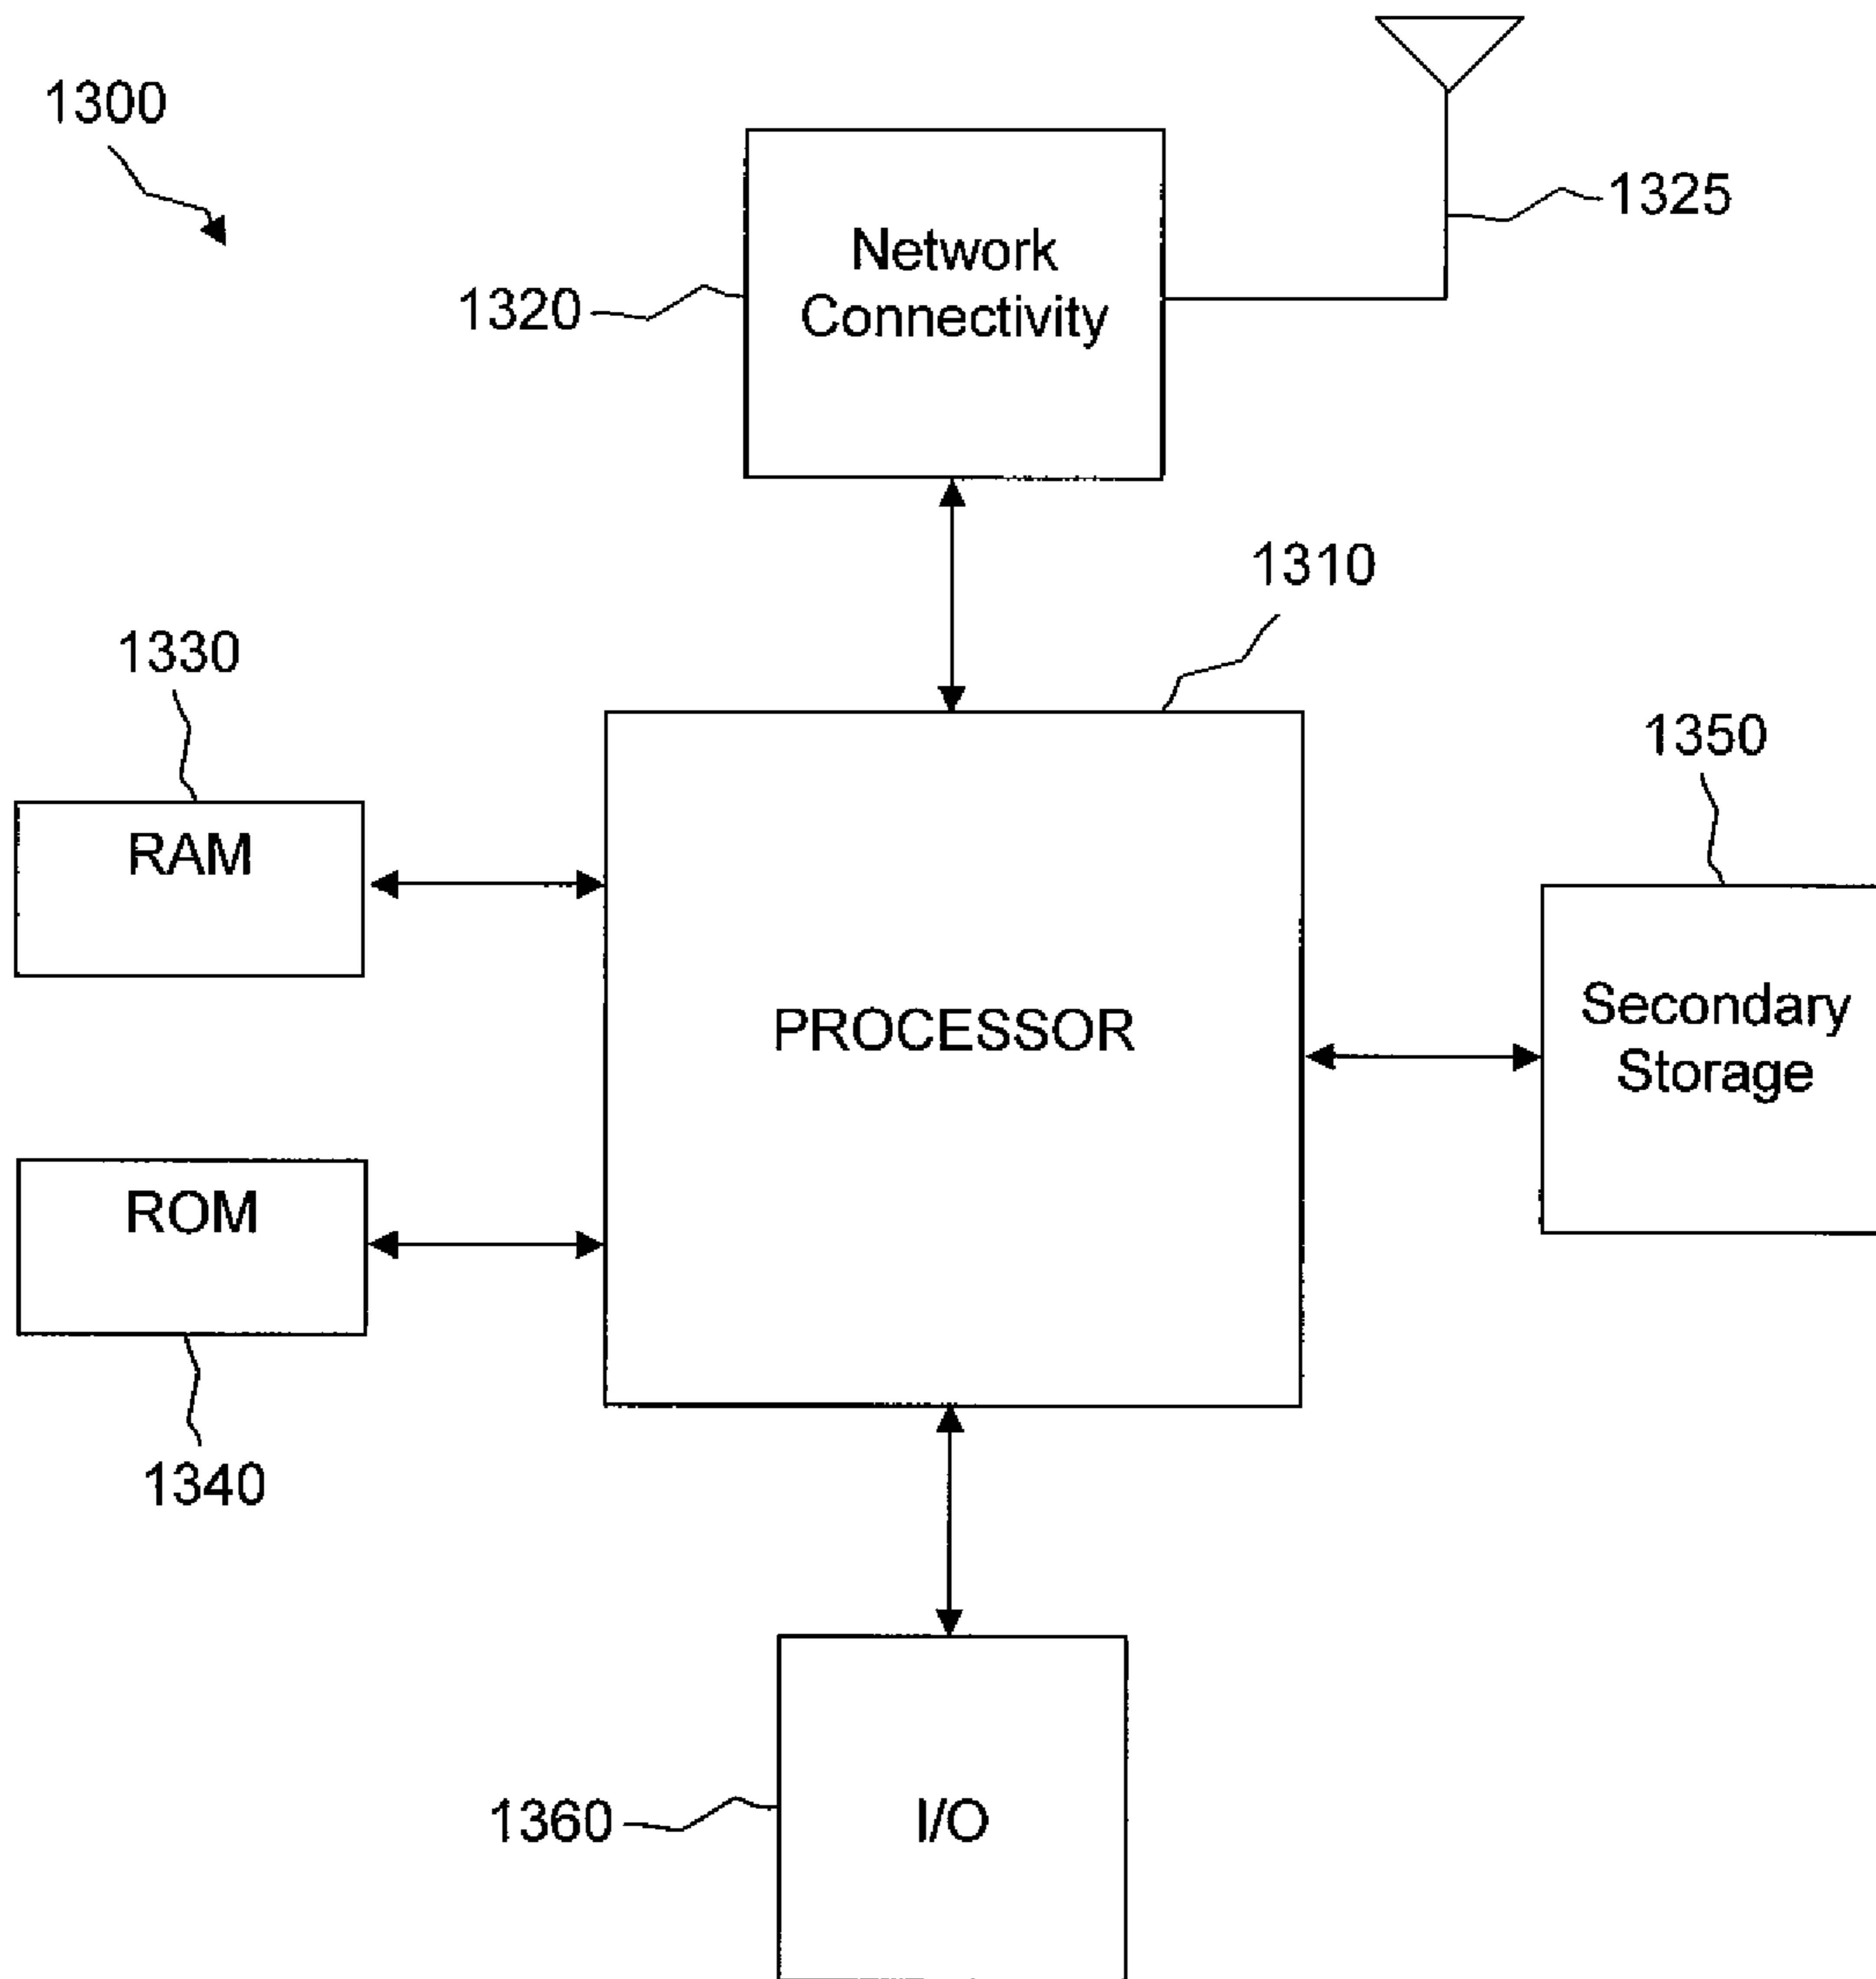 1300
1325
Network
Connectivity
1320
1310
1330
1350
RAM
Secondary
Storage
PROCESSOR
ROM
1340
1360
I/O